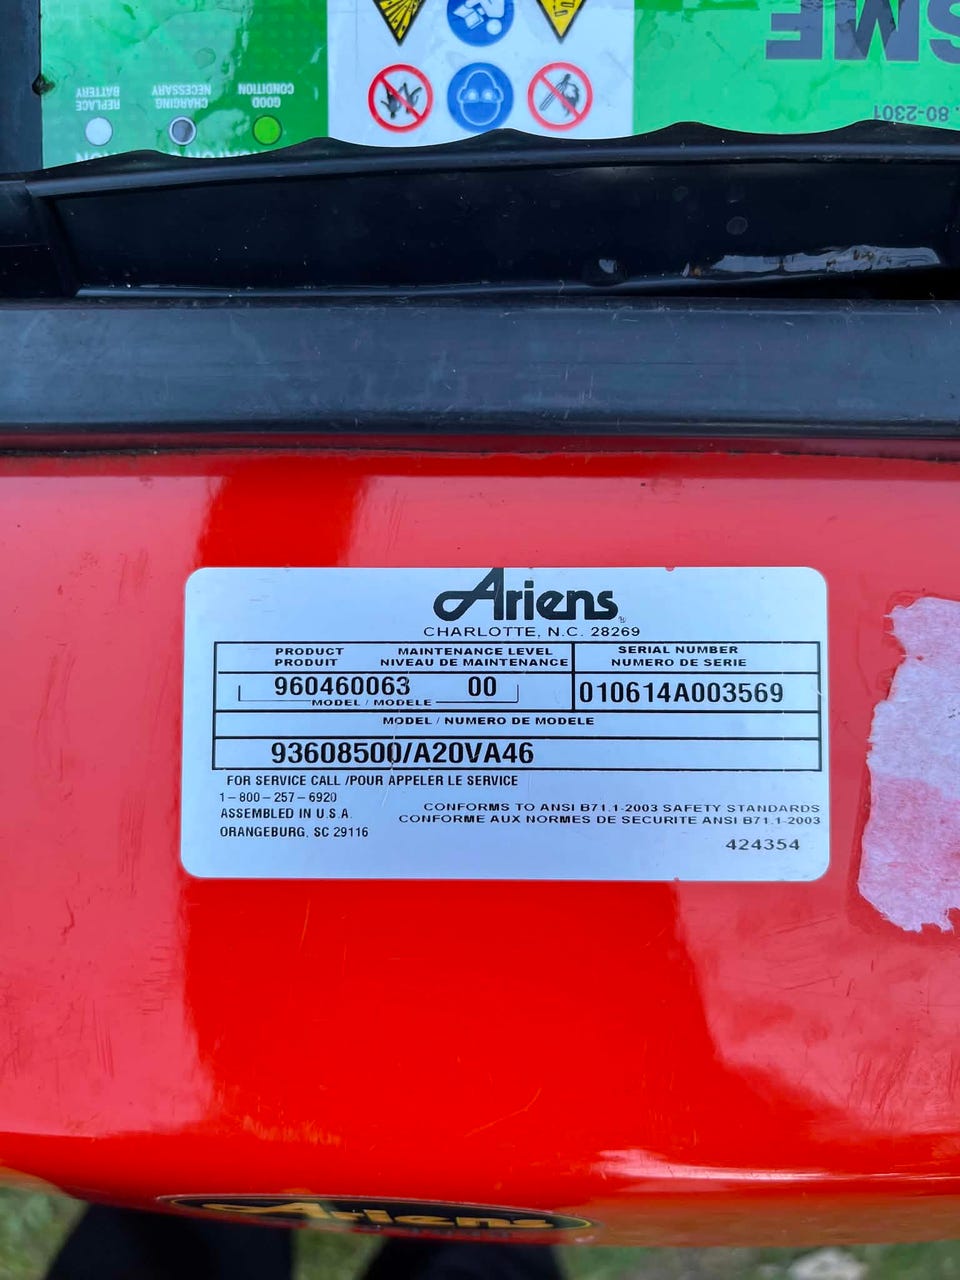 SME
80-2301
GOOD
CONDITION
CHARGING
NECESSARY
REPLACE
BATTERY
Ariens®
CHARLOTTE, N.C. 28269
PRODUCT MAINTENANCE LEVEL SERIAL NUMBER
PRODUIT NIVEAU DE MAINTENANCE NUMERO DE SERIE
960460063 00 010614A003569
MODEL / MODELE
MODEL / NUMERO DE MODELE
93608500/A20VA46
FOR SERVICE CALL /POUR APPELER LE SERVICE
1-800-257-6920
ASSEMBLED IN U.S.A.
ORANGEBURG, SC 29116
CONFORMS TO ANSI B71.1-2003 SAFETY STANDARDS
CONFORME AUX NORMES DE SECURITE ANSI B71.1-2003
424354
Ariens